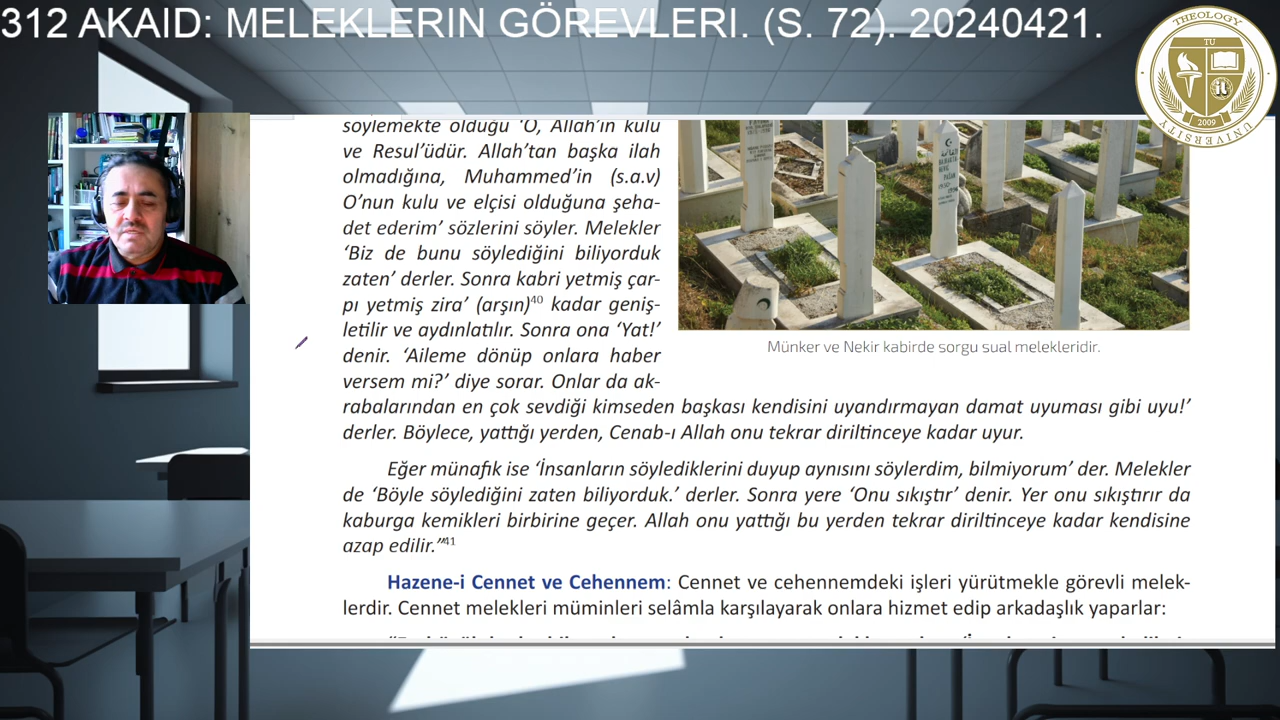 312 AKAID: MELEKLERIN GÖREVLERI. (S. 72). 20240421.
THEOLOGY
TU
2009
UNIVERSITY
söylemekte olduğu ‘O, Allah’ın kulu
ve Resul’üdür. Allah’tan başka ilah
olmadığına, Muhammed’in (s.a.v)
O’nun kulu ve elçisi olduğuna şeha-
det ederim’ sözlerini söyler. Melekler
‘Biz de bunu söylediğini biliyorduk
zaten’ derler. Sonra kabri yetmiş çar-
pı yetmiş zira’ (arşın)40 kadar geniş-
letilir ve aydınlatılır. Sonra ona ‘Yat!’
denir. ‘Aileme dönüp onlara haber
versem mi?’ diye sorar. Onlar da ak-
rabalarından en çok sevdiği kimseden başkası kendisini uyandırmayan damat uyuması gibi uyu!’
derler. Böylece, yattığı yerden, Cenab-ı Allah onu tekrar diriltinceye kadar uyur.
Münker ve Nekir kabirde sorgu sual melekleridir.
Eğer münafık ise ‘İnsanların söylediklerini duyup aynısını söylerdim, bilmiyorum’ der. Melekler
de ‘Böyle söylediğini zaten biliyorduk.’ derler. Sonra yere ‘Onu sıkıştır’ denir. Yer onu sıkıştırır da
kaburga kemikleri birbirine geçer. Allah onu yattığı bu yerden tekrar diriltinceye kadar kendisine
azap edilir.”41
Hazene-i Cennet ve Cehennem: Cennet ve cehennemdeki işleri yürütmekle görevli melek-
lerdir. Cennet melekleri müminleri selâmla karşılayarak onlara hizmet edip arkadaşlık yaparlar: